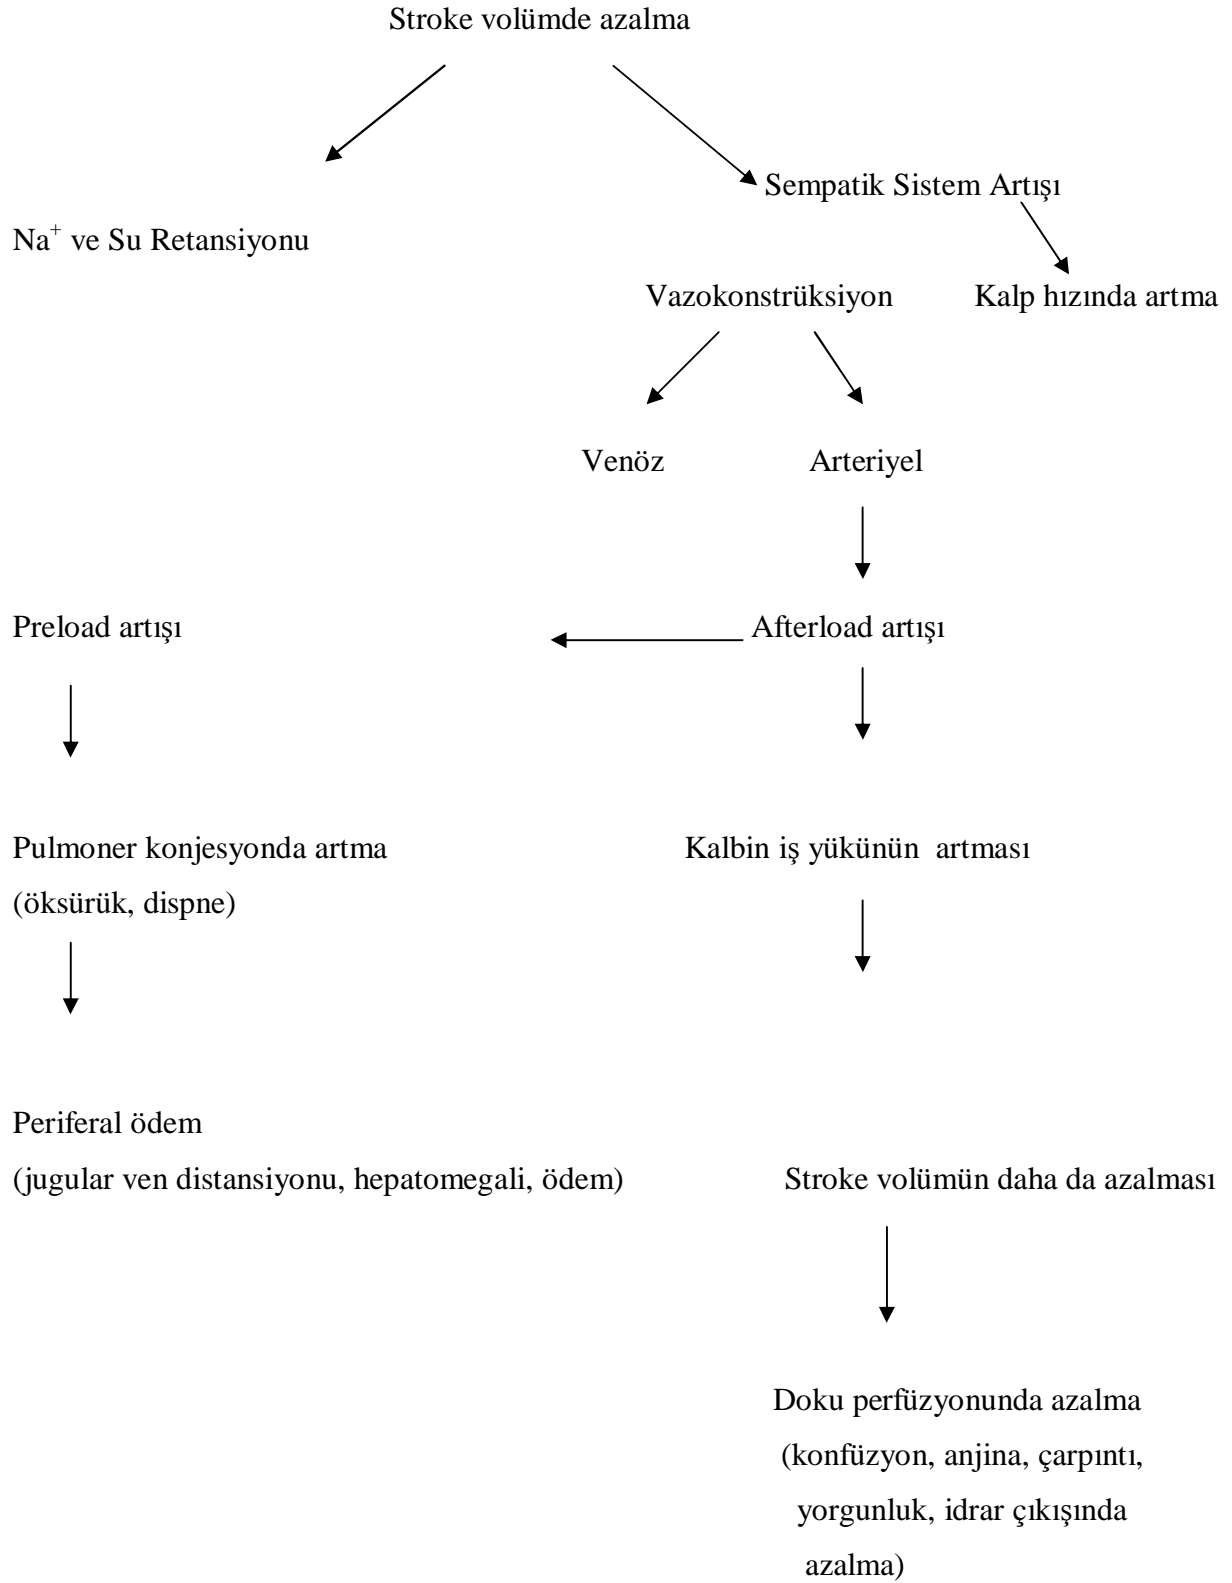 Stroke volümde azalma
Sempatik Sistem Artışı
Na⁺ ve Su Retansiyonu
Vazokonstrüksiyon
Kalp hızında artma
Venöz
Arteriyel
Preload artışı
Afterload artışı
Pulmoner konjesyonda artma
(öksürük, dispne)
Kalbin iş yükünün artması
Periferal ödem
(jugular ven distansiyonu, hepatomegali, ödem)
Stroke volümün daha da azalması
Doku perfüzyonunda azalma
(konfüzyon, anjina, çarpıntı,
yorgunluk, idrar çıkışında
azalma)